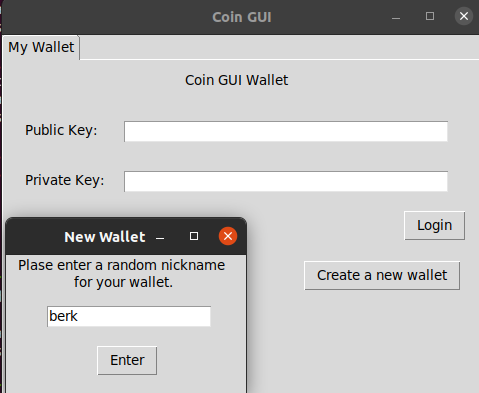 Coin GUI
My Wallet
Coin GUI Wallet
Public Key:
Private Key:
Login
Create a new wallet
New Wallet
Plase enter a random nickname
for your wallet.
berk
Enter